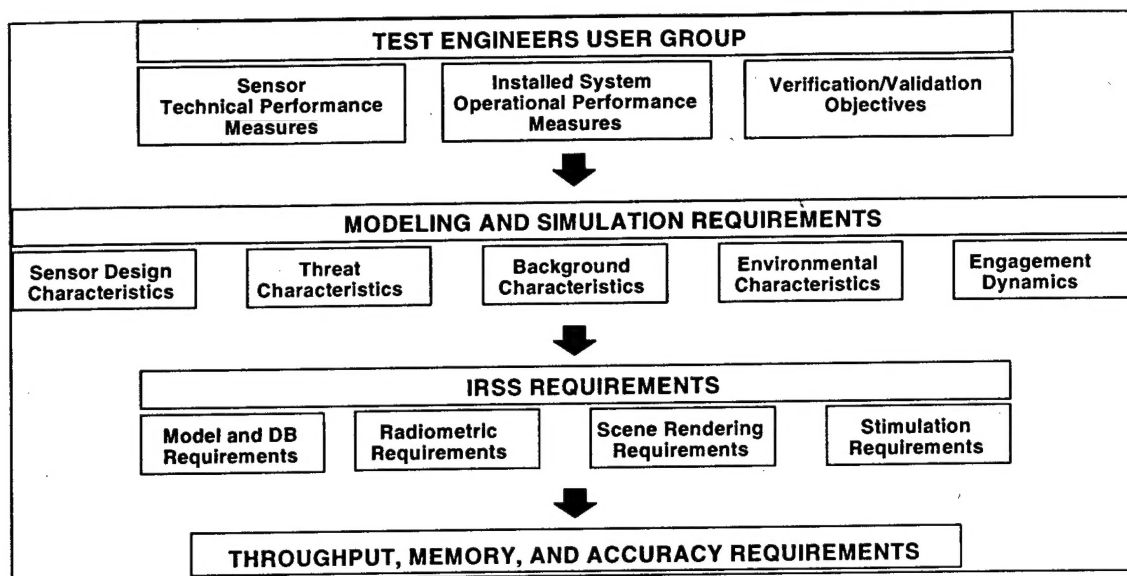 TEST ENGINEERS USER GROUP
Sensor
Technical Performance
Measures
Installed System
Operational Performance
Measures
Verification/Validation
Objectives
MODELING AND SIMULATION REQUIREMENTS
Sensor Design
Characteristics
Threat
Characteristics
Background
Characteristics
Environmental
Characteristics
Engagement
Dynamics
IRSS REQUIREMENTS
Model and DB
Requirements
Radiometric
Requirements
Scene Rendering
Requirements
Stimulation
Requirements
THROUGHPUT, MEMORY, AND ACCURACY REQUIREMENTS